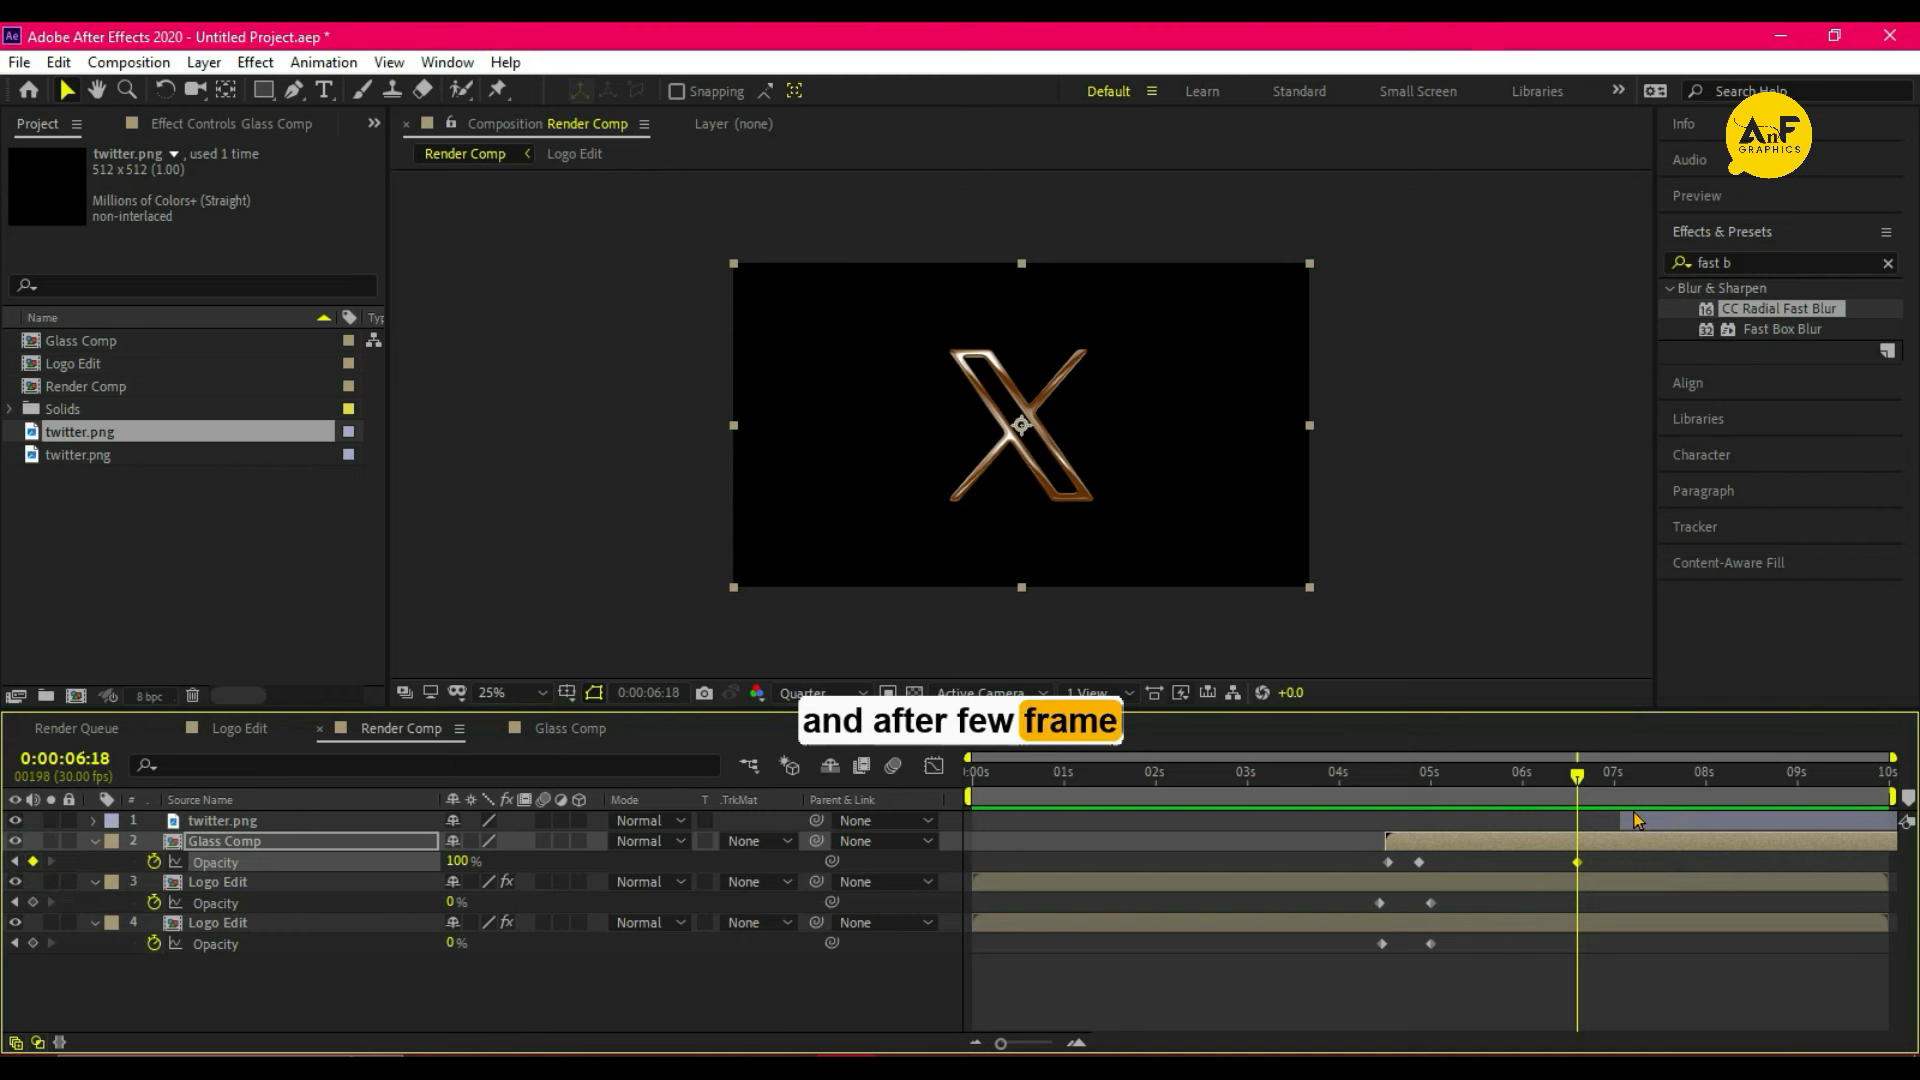 Ae Adobe After Effects 2020 - Untitled Project.aep *
File Edit Composition Layer Effect Animation View Window Help
Snapping Default Learn Standard Small Screen Libraries Search Help
AnF
GRAPHICS
Project Effect Controls Glass Comp
twitter.png , used 1 time
512 x 512 (1.00)
Millions of Colors+ (Straight)
non-interlaced
Name Typ
Glass Comp
Logo Edit
Render Comp
Solids
twitter.png
twitter.png
8 bpc
Composition Render Comp Layer (none)
Render Comp Logo Edit
X
25% 0:00:06:18 Quarter Active Camera 1 View +0.0
Info
Audio
Preview
Effects & Presets
fast b
Blur & Sharpen
16 CC Radial Fast Blur
32 Fast Box Blur
Align
Libraries
Character
Paragraph
Tracker
Content-Aware Fill
and after few frame
Render Queue Logo Edit Render Comp Glass Comp
0:00:06:18
00198 (30.00 fps)
:00s 01s 02s 03s 04s 05s 06s 07s 08s 09s 10s
# . Source Name fx Mode T .TrkMat Parent & Link
1 twitter.png Normal None
2 Glass Comp Normal None None
Opacity 100 %
3 Logo Edit fx Normal None None
Opacity 0 %
4 Logo Edit fx Normal None None
Opacity 0 %